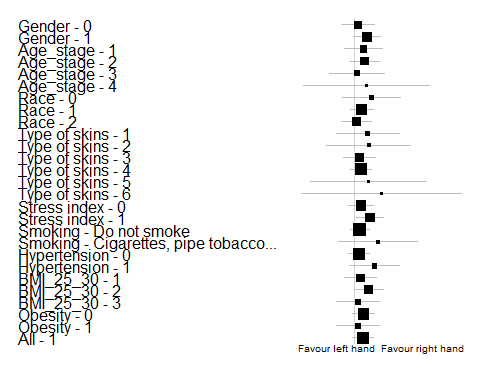 Gender - 0
Gender - 1
Age_stage - 1
Age_stage - 2
Age_stage - 3
Age_stage - 4
Race - 0
Race - 1
Race - 2
Type of skins - 1
Type of skins - 2
Type of skins - 3
Type of skins - 4
Type of skins - 5
Type of skins - 6
Stress index - 0
Stress index - 1
Smoking - Do not smoke
Smoking - Cigarettes, pipe tobacco...
Hypertension - 0
Hypertension - 1
BMI_25_30 - 1
BMI_25_30 - 2
BMI_25_30 - 3
Obesity - 0
Obesity - 1
All - 1
Favour left hand Favour right hand